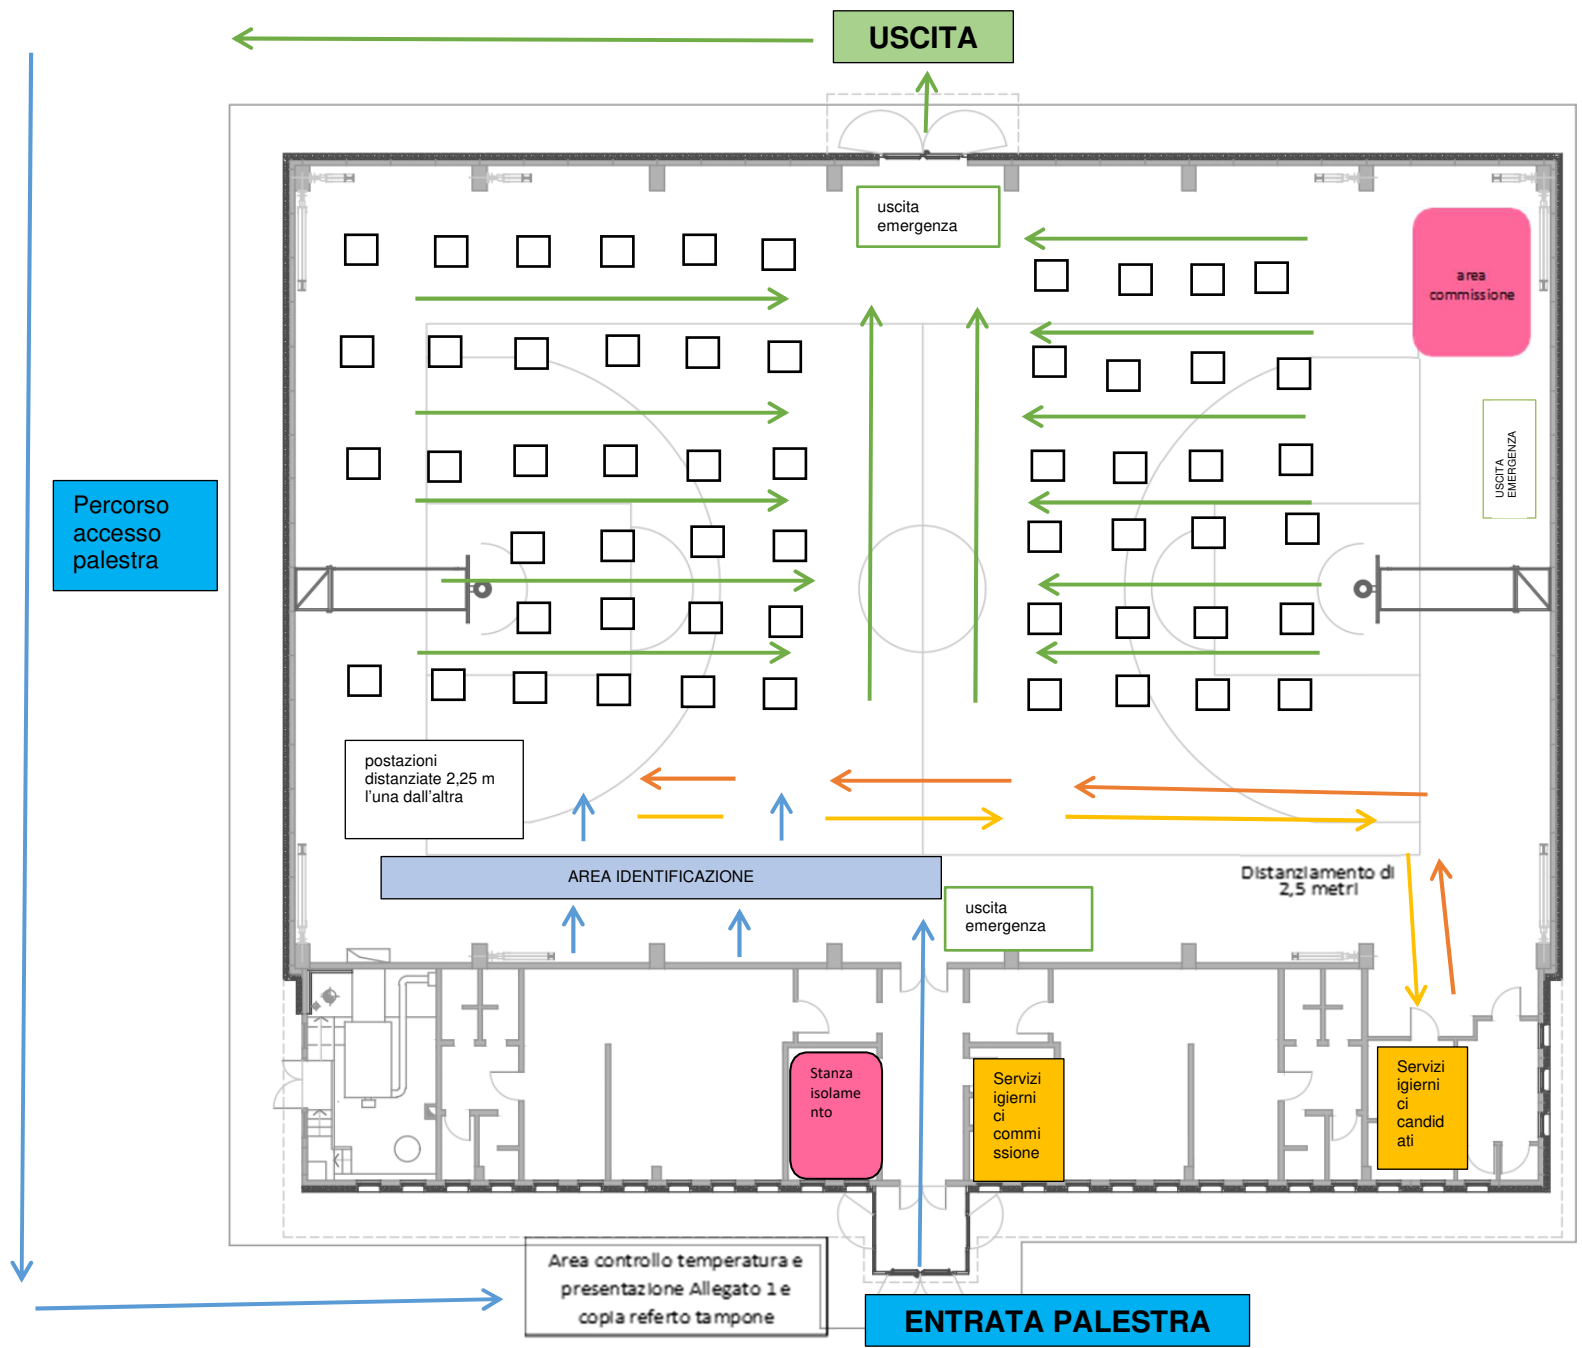 USCITA
uscita
emergenza
area
commissione
USCITA
EMERGENZA
Percorso
accesso
palestra
postazioni
distanziate 2,25 m
l'una dall'altra
AREA IDENTIFICAZIONE
Distanziamento di
2,5 metri
uscita
emergenza
Stanza
isolame
nto
Servizi
igierni
ci
commi
ssione
Servizi
igierni
ci
candid
ati
Area controllo temperatura e
presentazione Allegato 1 e
copia referto tampone
ENTRATA PALESTRA